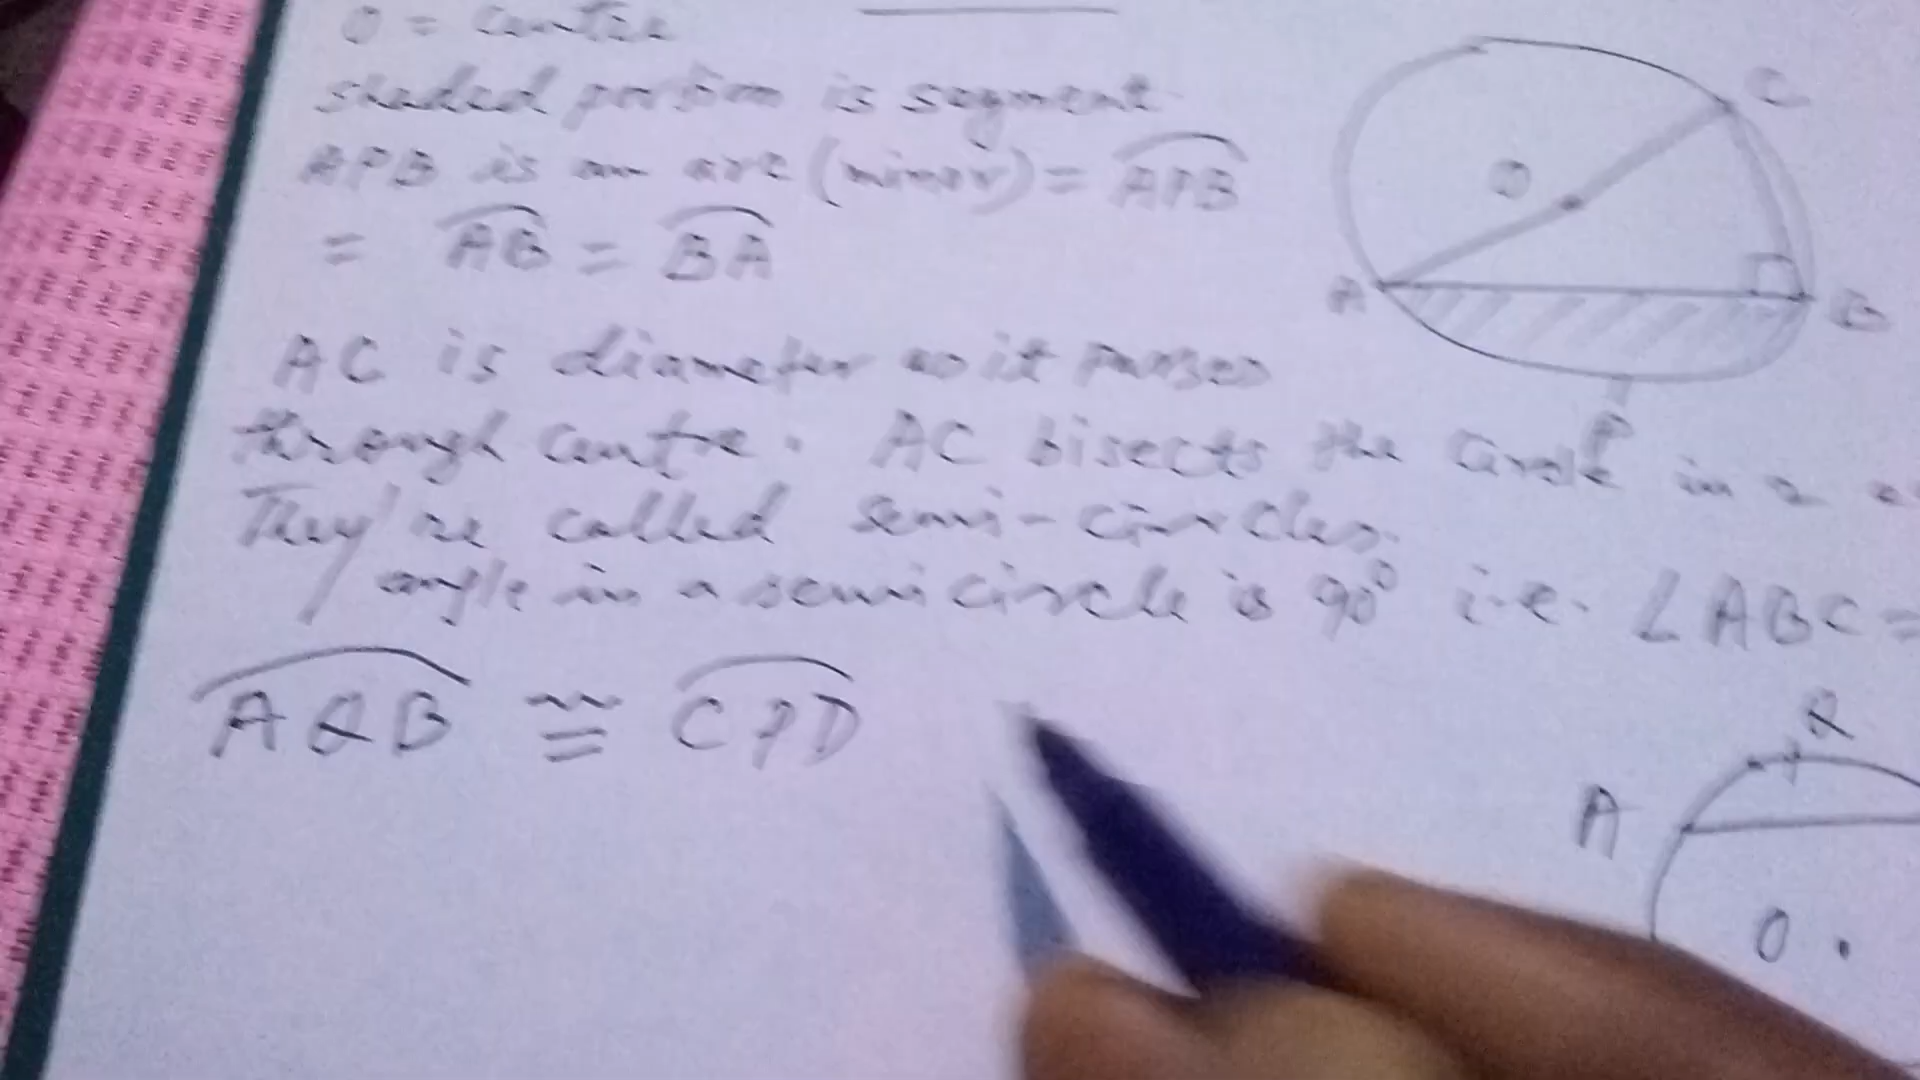 O = centre
shaded portion is segment
APB is an arc (minor) = APB
= AB = BA
AC is diameter as it passes
through centre. AC bisects the circle in 2
They're called semi-circles.
angle in a semi circle is 90° i.e. ∠ABC =
AQB ≅ CPD
C
O
A
B
P
Q
A
O